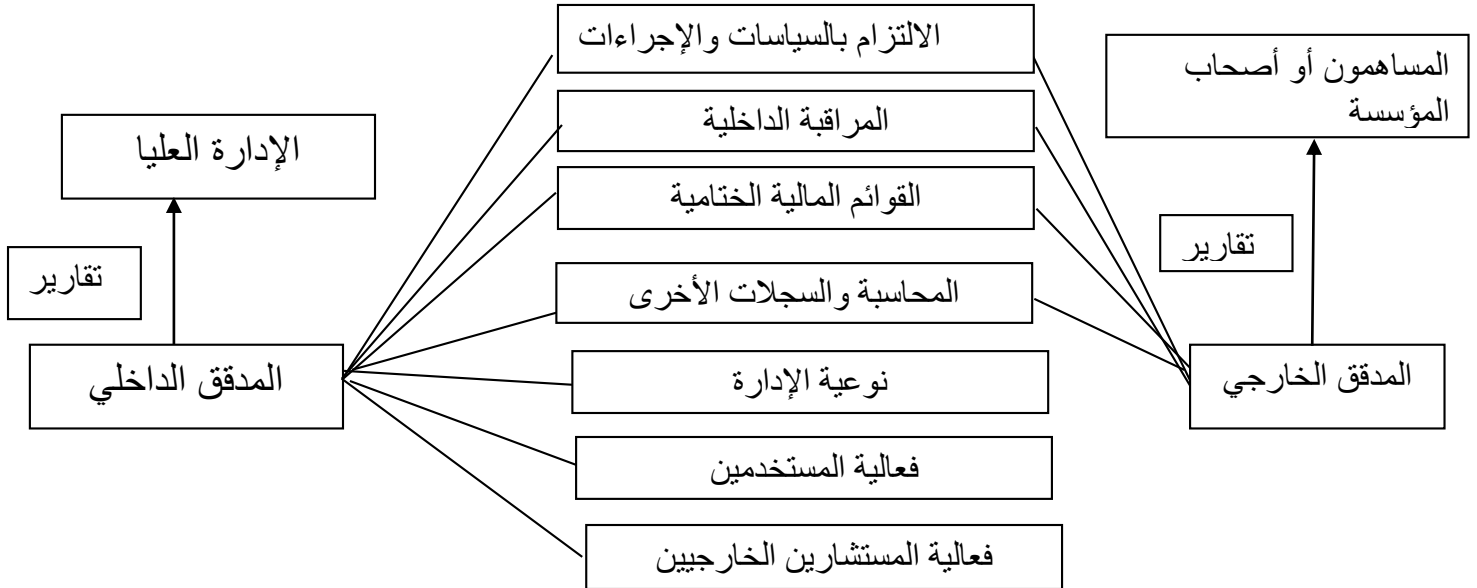 الالتزام بالسياسات والإجراءات
المساهمون أو أصحاب
المؤسسة
المراقبة الداخلية
الإدارة العليا
القوائم المالية الختامية
تقارير
تقارير
المحاسبة والسجلات الأخرى
المدقق الخارجي
نوعية الإدارة
المدقق الداخلي
فعالية المستخدمين
فعالية المستشارين الخارجيين